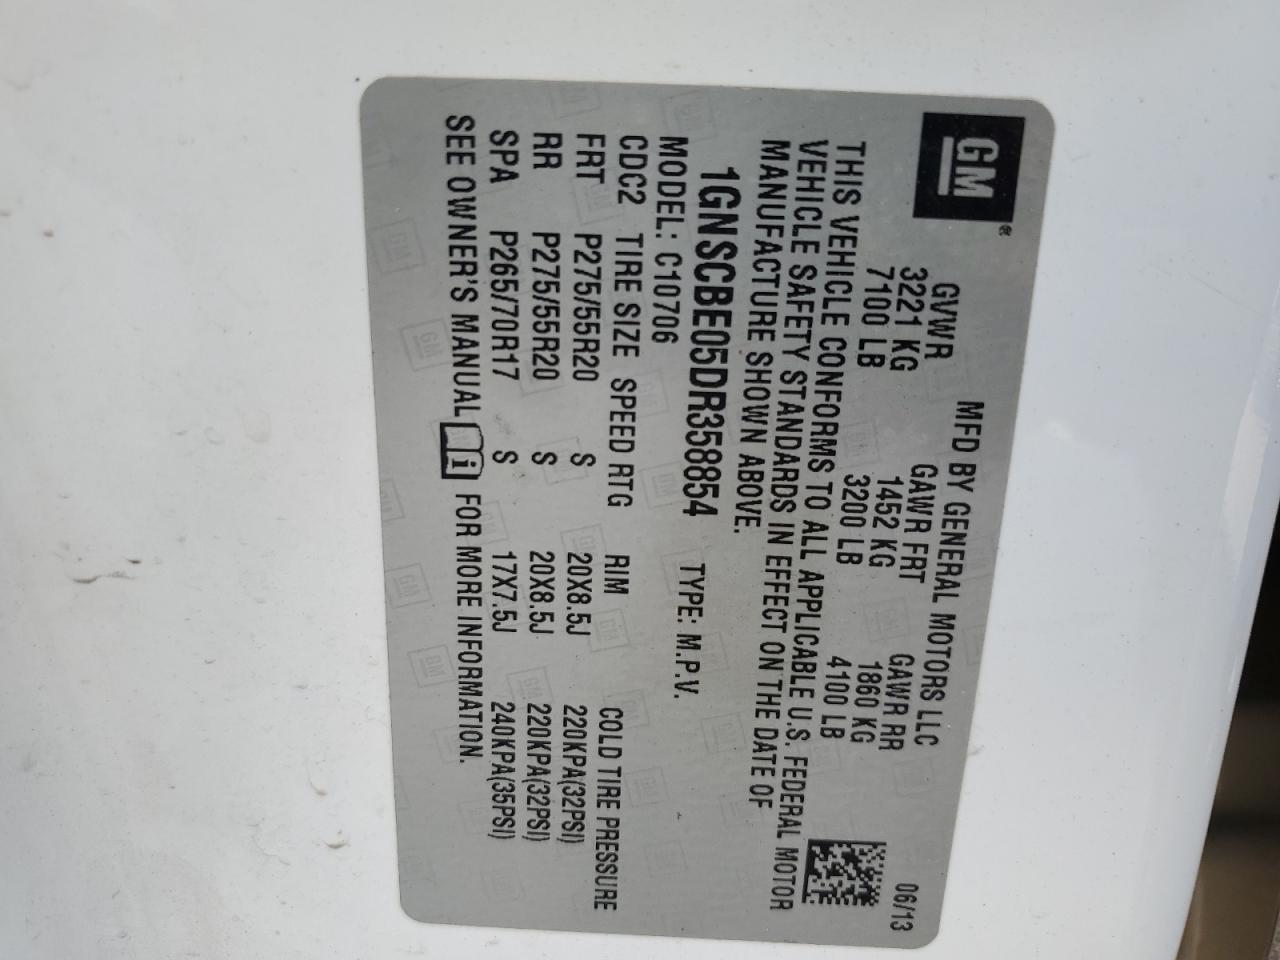 GM®
MFD BY GENERAL MOTORS LLC 06/13
GVWR GAWR FRT GAWR RR
3221 KG 1452 KG 1860 KG
7100 LB 3200 LB 4100 LB
THIS VEHICLE CONFORMS TO ALL APPLICABLE U.S. FEDERAL MOTOR
VEHICLE SAFETY STANDARDS IN EFFECT ON THE DATE OF
MANUFACTURE SHOWN ABOVE.
1GNSCBE05DR358854 TYPE: M.P.V.
MODEL: C10706
CDC2 TIRE SIZE SPEED RTG RIM COLD TIRE PRESSURE
FRT P275/55R20 S 20X8.5J 220KPA(32PSI)
RR P275/55R20 S 20X8.5J 220KPA(32PSI)
SPA P265/70R17 S 17X7.5J 240KPA(35PSI)
SEE OWNER'S MANUAL i FOR MORE INFORMATION.